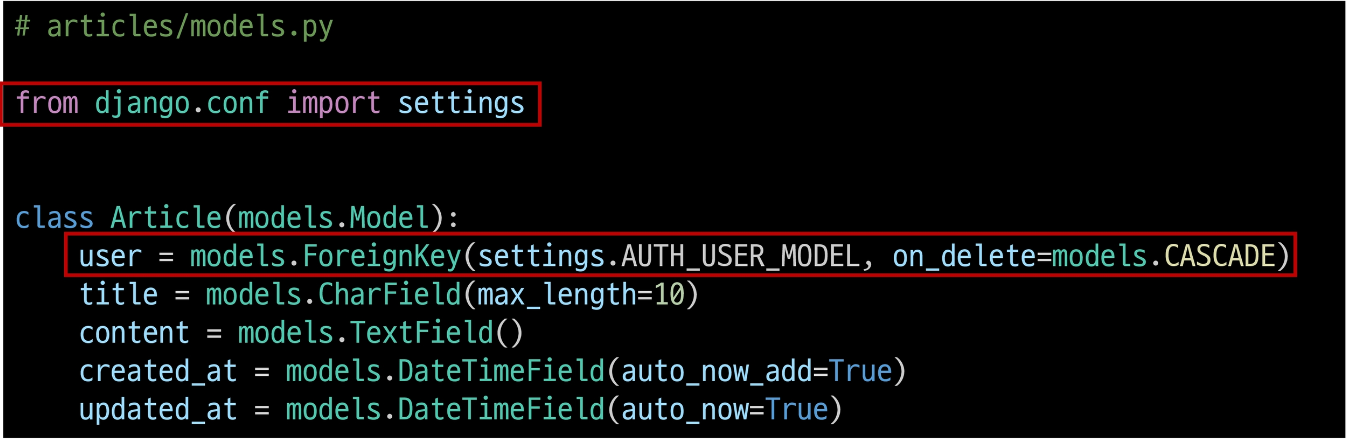 # articles/models.py
from django.conf import settings
class Article(models.Model):
user = models.ForeignKey(settings.AUTH_USER_MODEL, on_delete=models.CASCADE)
title = models.CharField(max_length=10)
content = models.TextField()
created_at = models.DateTimeField(auto_now_add=True)
updated_at = models.DateTimeField(auto_now=True)